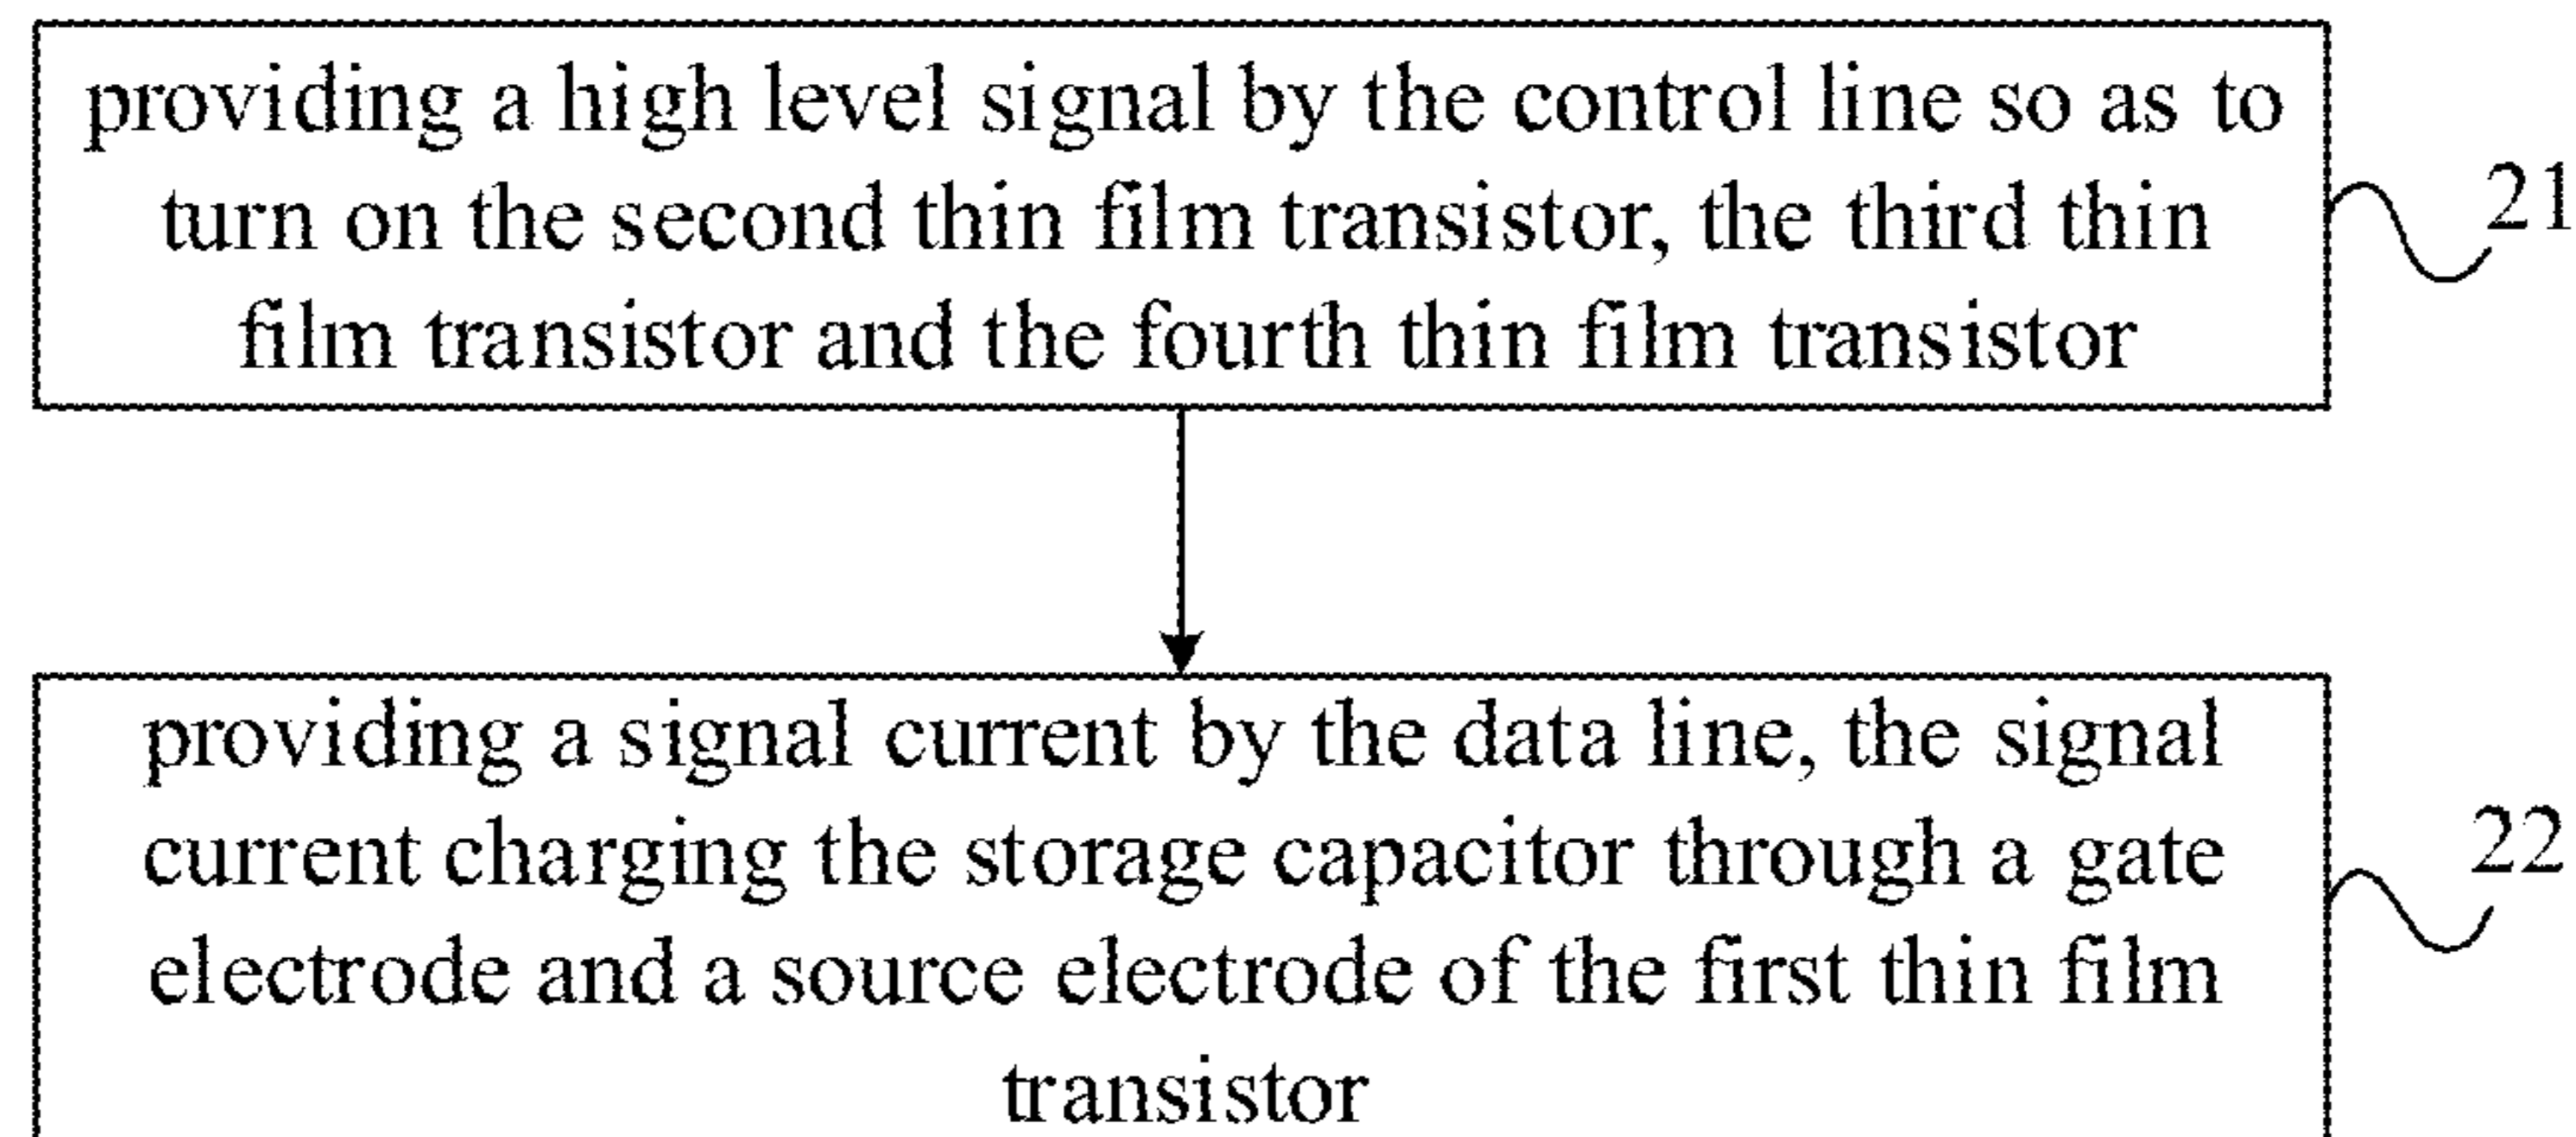 providing a high level signal by the control line so as to
turn on the second thin film transistor, the third thin
film transistor and the fourth thin film transistor
21
providing a signal current by the data line, the signal
current charging the storage capacitor through a gate
electrode and a source electrode of the first thin film
transistor
22